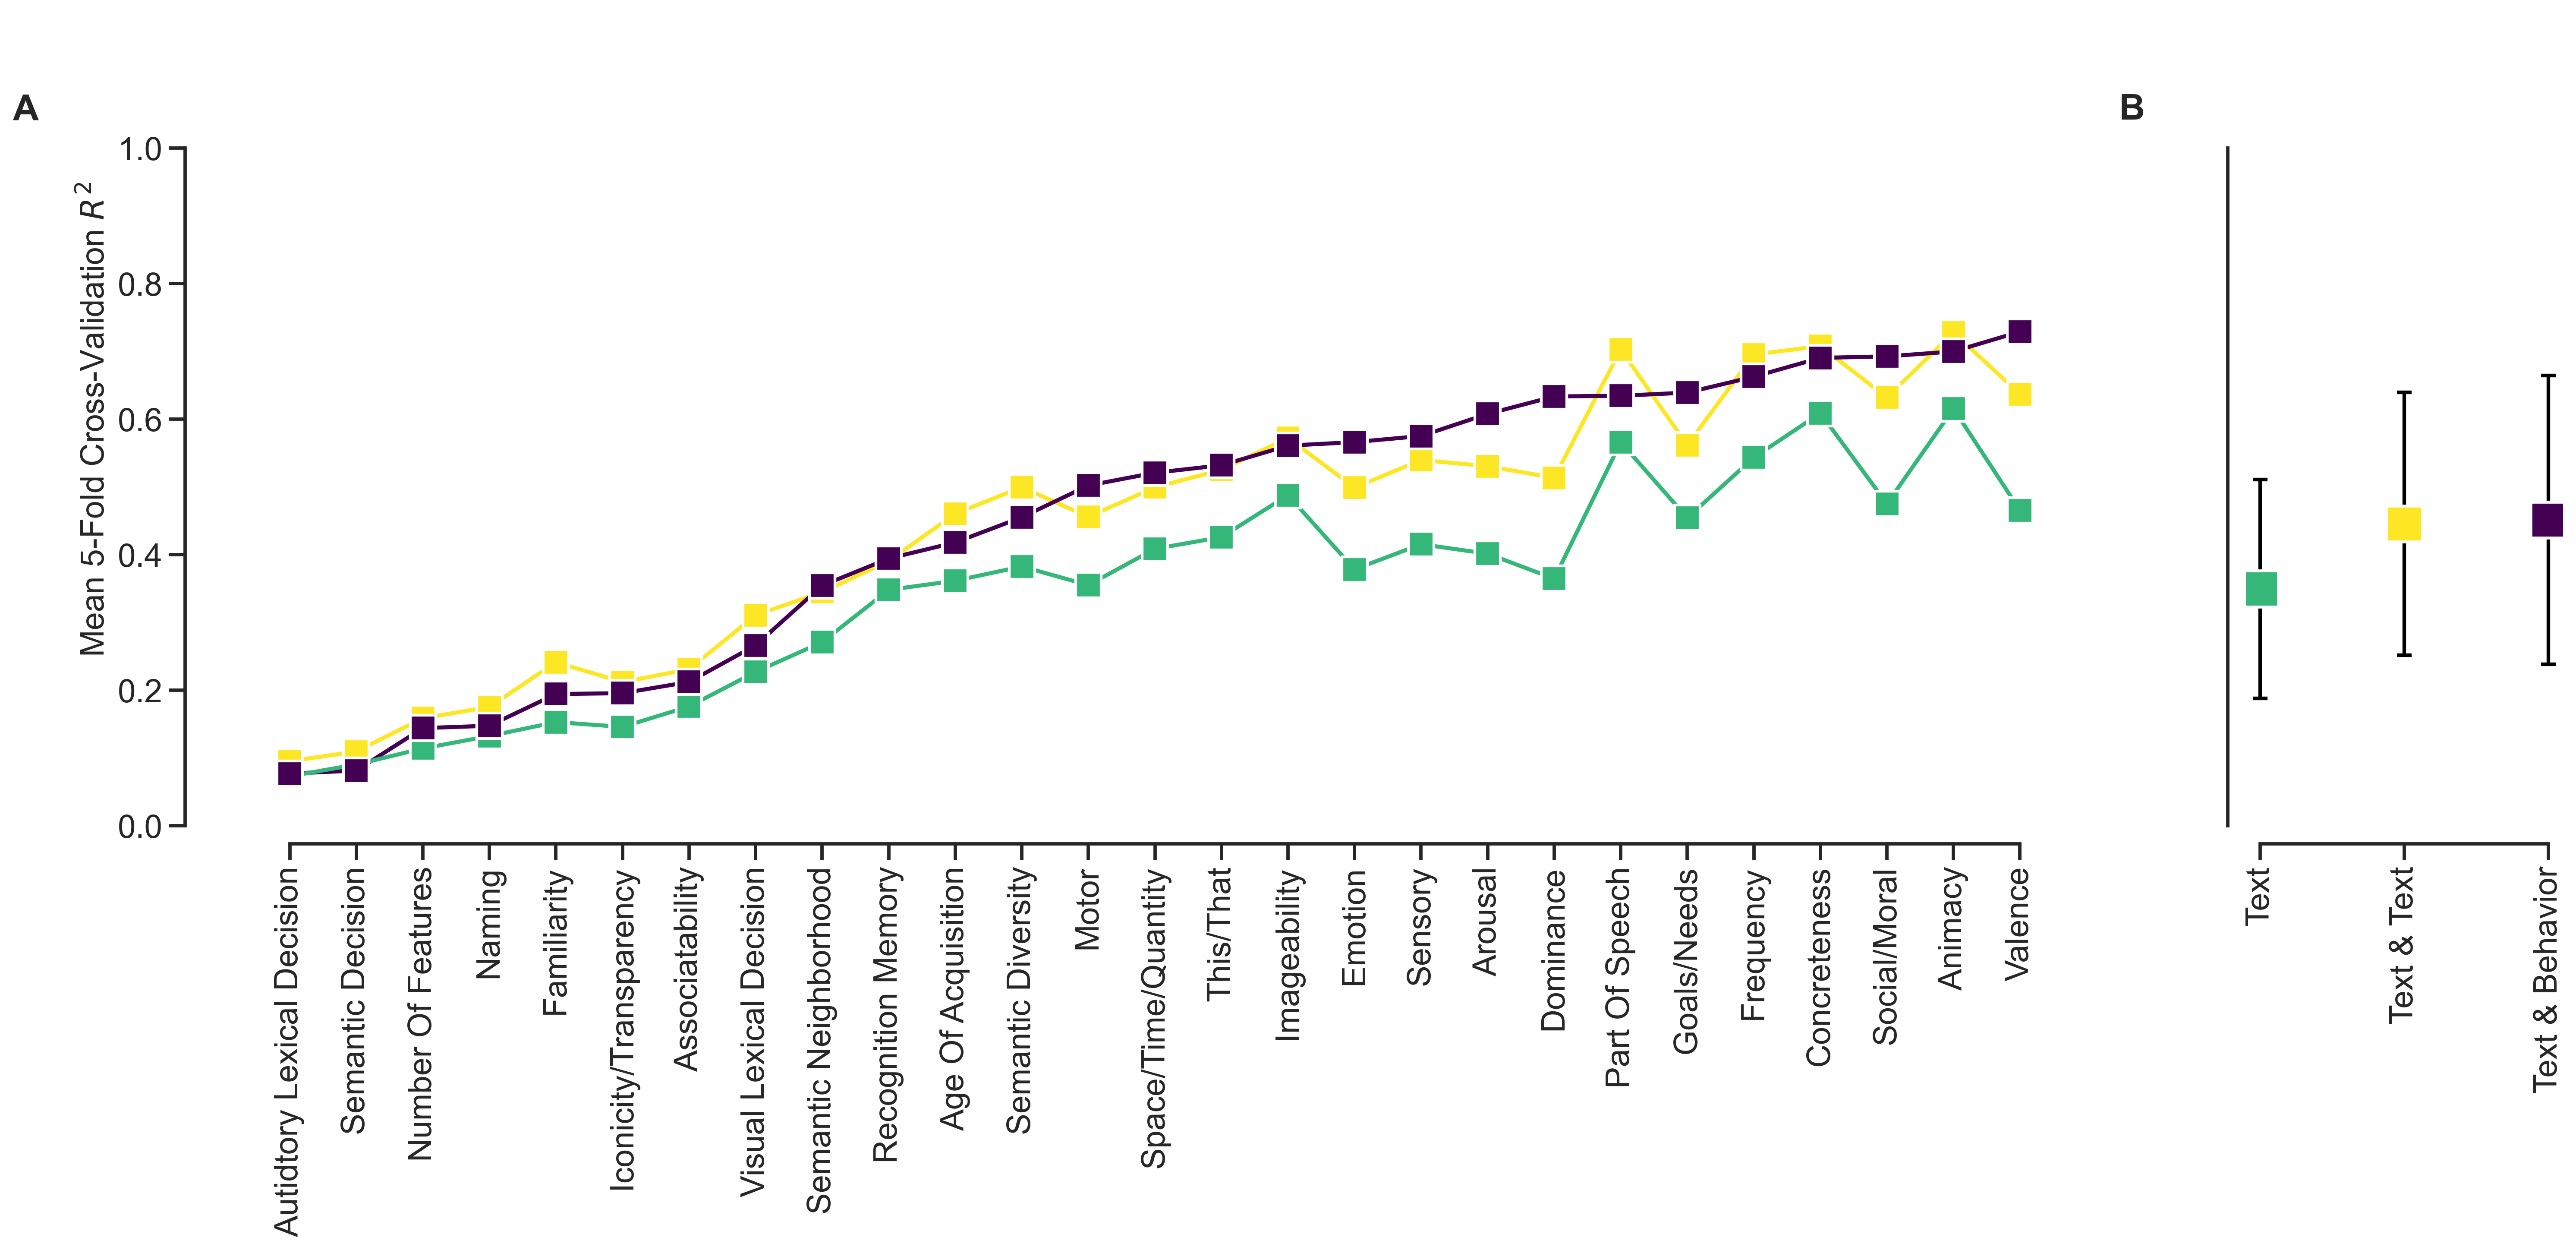 A
B
Mean 5-Fold Cross-Validation R²
1.0
0.8
0.6
0.4
0.2
0.0
Autidtory Lexical Decision
Semantic Decision
Number Of Features
Naming
Familiarity
Iconicity/Transparency
Associatability
Visual Lexical Decision
Semantic Neighborhood
Recognition Memory
Age Of Acquisition
Semantic Diversity
Motor
Space/Time/Quantity
This/That
Imageability
Emotion
Sensory
Arousal
Dominance
Part Of Speech
Goals/Needs
Frequency
Concreteness
Social/Moral
Animacy
Valence
Text
Text & Text
Text & Behavior